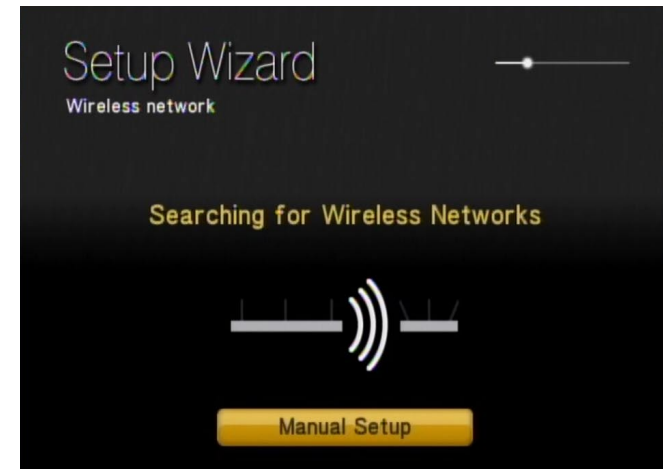 Setup Wizard
Wireless network
Searching for Wireless Networks
Manual Setup